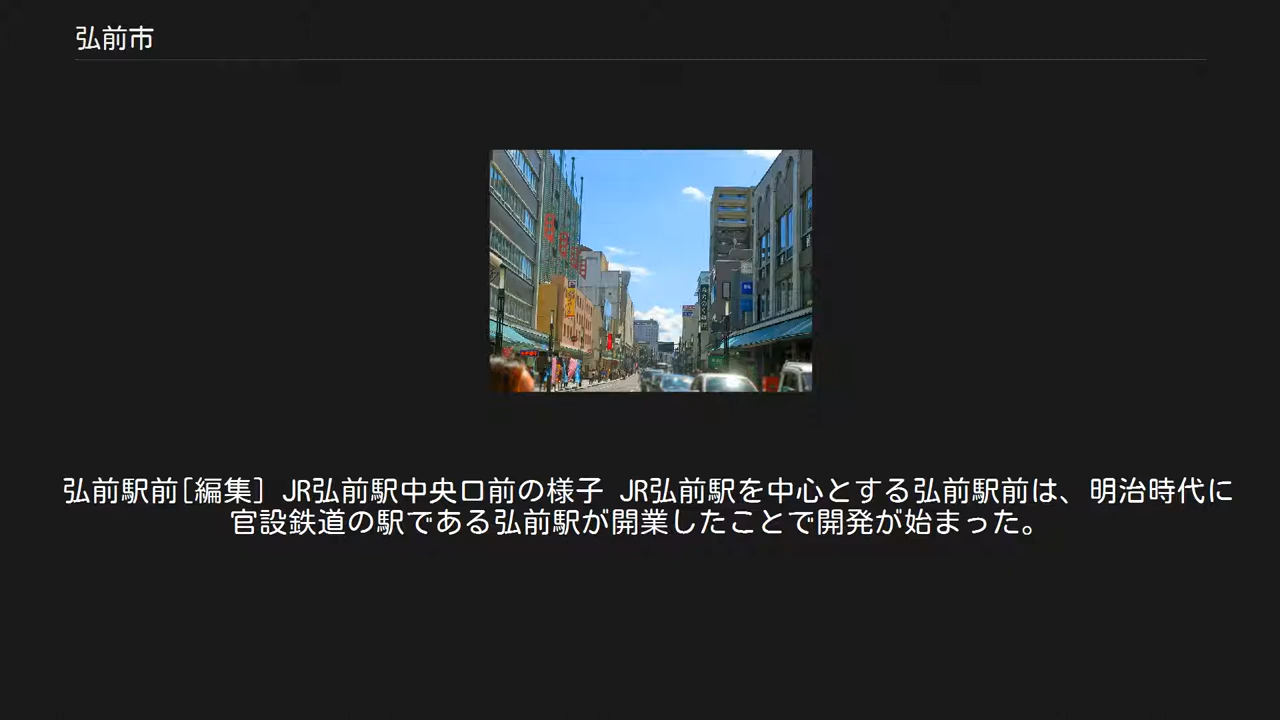 弘前市
弘前駅前[編集] JR弘前駅中央口前の様子 JR弘前駅を中心とする弘前駅前は、明治時代に
官設鉄道の駅である弘前駅が開業したことで開発が始まった。